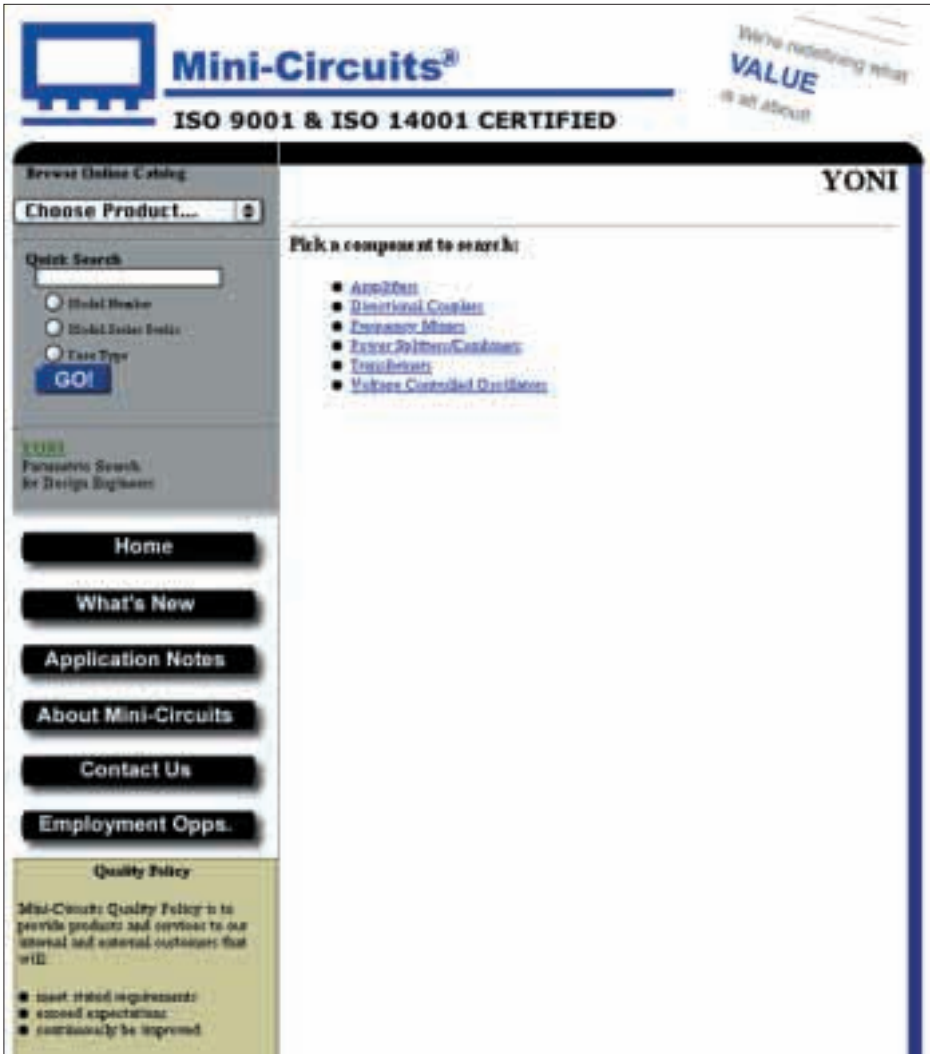 Mini-Circuits®
ISO 9001 & ISO 14001 CERTIFIED
We're redefining what
VALUE
is all about!
Browse Online Catalog
Choose Product...
Quick Search
Model Number
Model Series Prefix
Case Type
GO!
YONI
Parametric Search
for Design Engineers
Home
What's New
Application Notes
About Mini-Circuits
Contact Us
Employment Opps.
Quality Policy
Mini-Circuits Quality Policy is to
provide products and services to our
internal and external customers that
will:
meet stated requirements
exceed expectations
continuously be improved
YONI
Pick a component to search:
Amplifiers
Directional Couplers
Frequency Mixers
Power Splitters/Combiners
Transformers
Voltage Controlled Oscillators